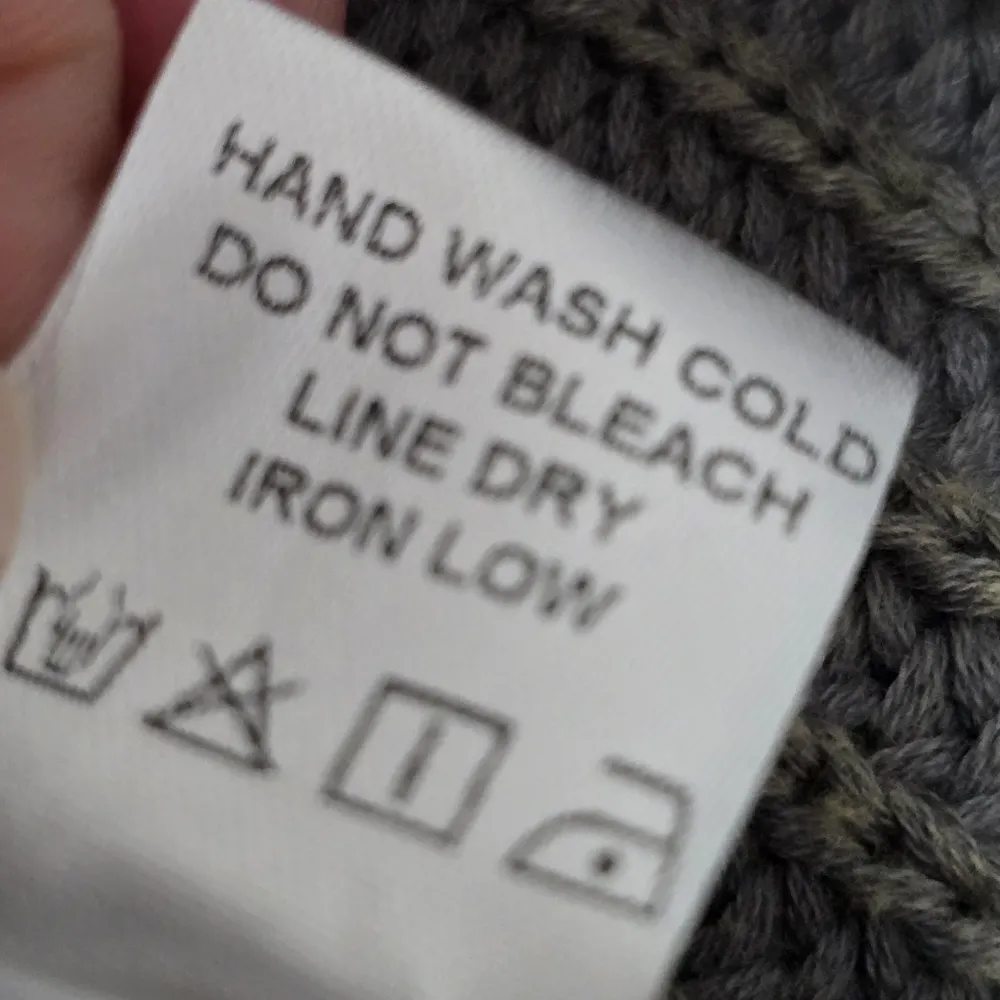 HAND WASH COLD
DO NOT BLEACH
LINE DRY
IRON LOW